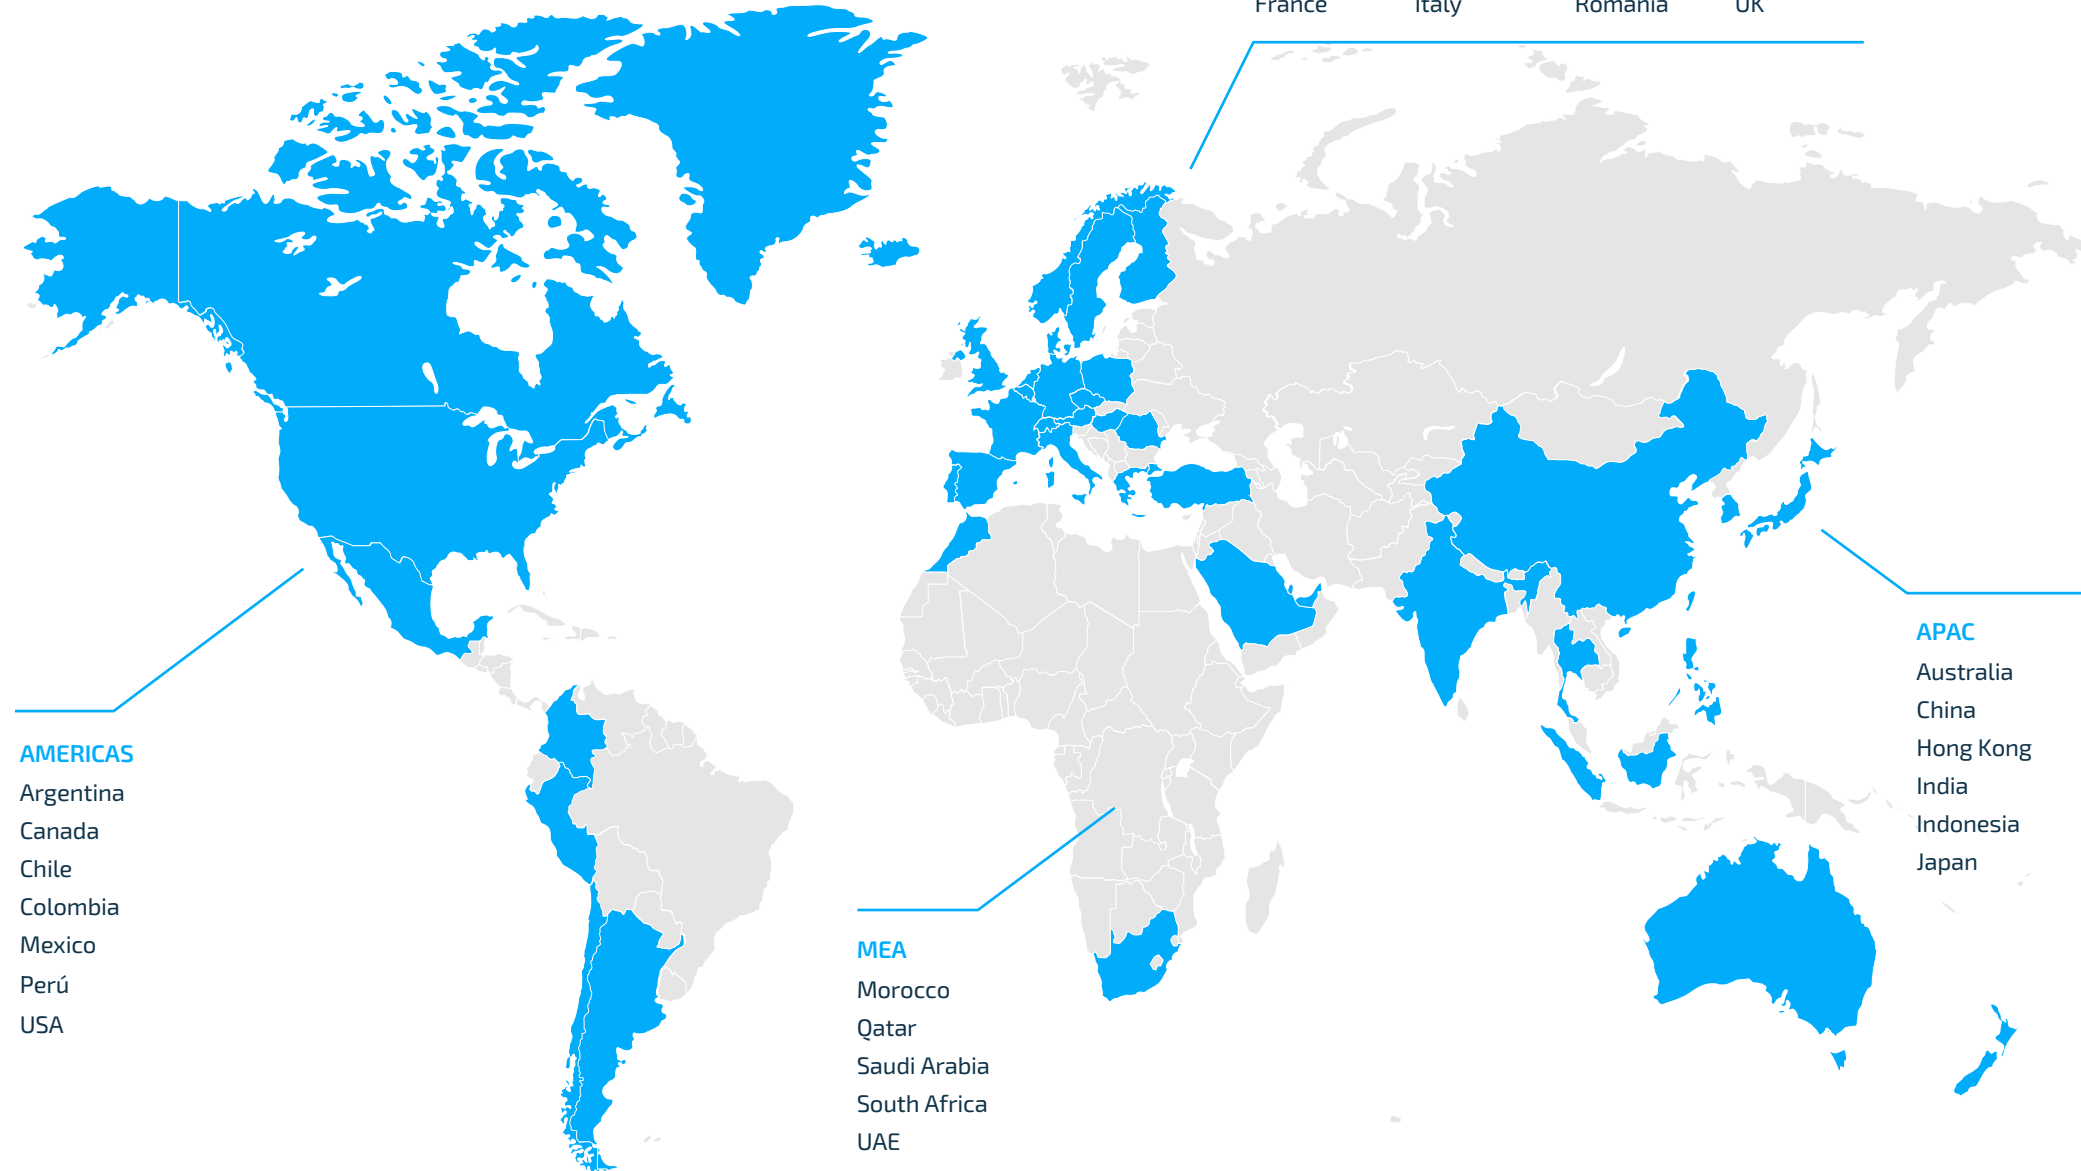 France Italy Romania UK
AMERICAS
Argentina
Canada
Chile
Colombia
Mexico
Perú
USA
MEA
Morocco
Qatar
Saudi Arabia
South Africa
UAE
APAC
Australia
China
Hong Kong
India
Indonesia
Japan